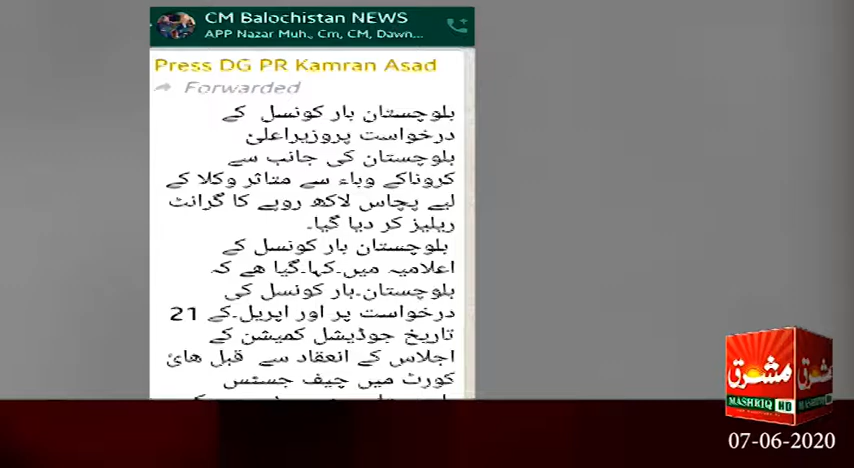 CM Balochistan NEWS
APP Nazar Muh., Cm, CM, Dawn...
Press DG PR Kamran Asad
Forwarded
بلوچستان بار کونسل کے
درخواست پروزیراعلیٰ
بلوچستان کی جانب سے
کروناکے وباء سے متاثر وکلا کے
لیے پچاس لاکھ روپے کا گرانٹ
ریلیز کر دیا گیا۔
بلوچستان بار کونسل کے
اعلامیہ میں۔کہا۔گیا ھے کہ
بلوچستان۔بار کونسل کی
درخواست پر اور اپریل۔کے 21
تاریخ جوڈیشل کمیشن کے
اجلاس کے انعقاد سے قبل ھائ
کورٹ میں چیف جسٹس
مشرق
مشرق
MASHRIQ HD
07-06-2020